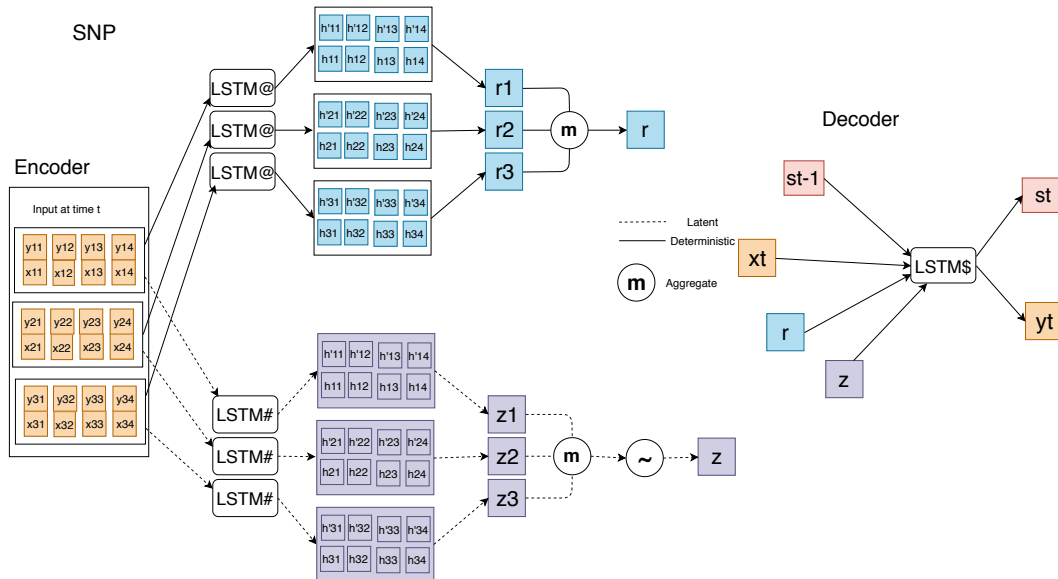 SNP
h'11 h'12 h'13 h'14
h11 h12 h13 h14
LSTM@
r1
h'21 h'22 h'23 h'24
h21 h22 h23 h24
LSTM@
r2
m
r
LSTM@
r3
h'31 h'32 h'33 h'34
h31 h32 h33 h34
Encoder
Input at time t
y11 y12 y13 y14
x11 x12 x13 x14
y21 y22 y23 y24
x21 x22 x23 x24
y31 y32 y33 y34
x31 x32 x33 x34
h'11 h'12 h'13 h'14
h11 h12 h13 h14
LSTM#
z1
h'21 h'22 h'23 h'24
h21 h22 h23 h24
LSTM#
z2
m
~
z
LSTM#
z3
h'31 h'32 h'33 h'34
h31 h32 h33 h34
Latent
Deterministic
m
Aggregate
Decoder
st-1
st
xt
LSTM$
r
yt
z